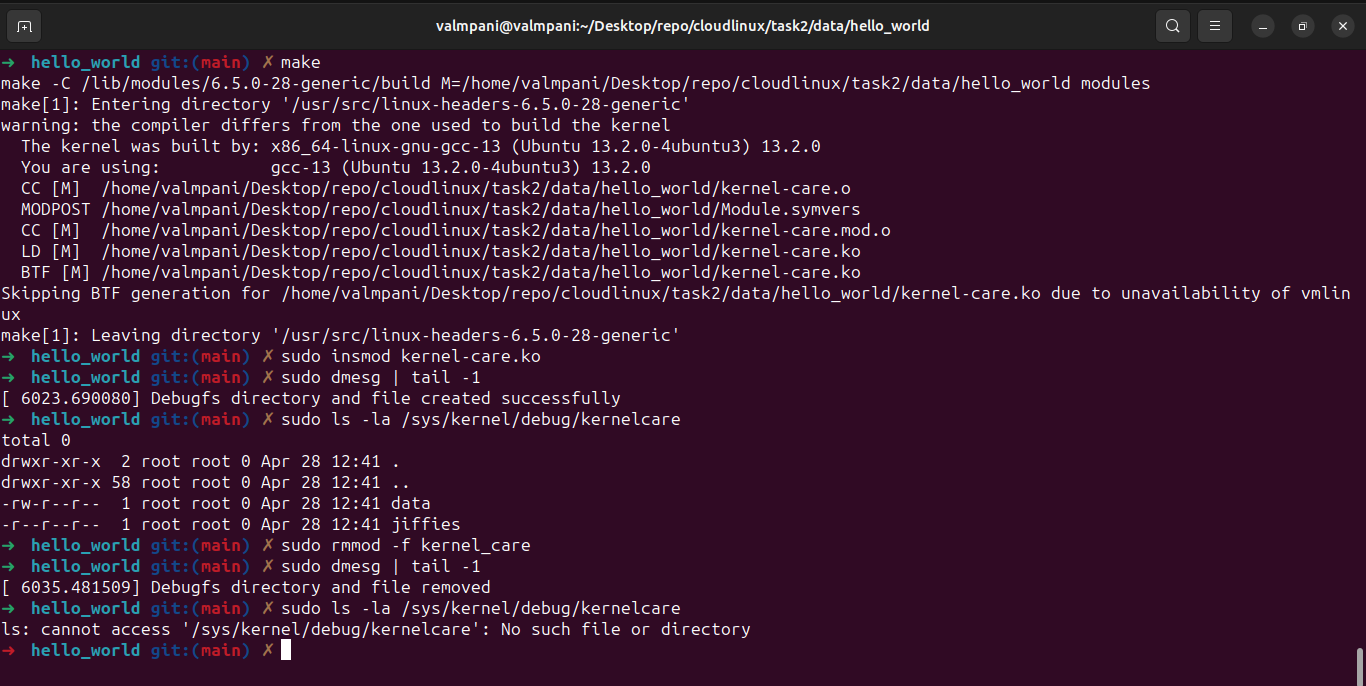 valmpani@valmpani:~/Desktop/repo/cloudlinux/task2/data/hello_world
➜  hello_world git:(main) ✗ make
make -C /lib/modules/6.5.0-28-generic/build M=/home/valmpani/Desktop/repo/cloudlinux/task2/data/hello_world modules
make[1]: Entering directory '/usr/src/linux-headers-6.5.0-28-generic'
warning: the compiler differs from the one used to build the kernel
  The kernel was built by: x86_64-linux-gnu-gcc-13 (Ubuntu 13.2.0-4ubuntu3) 13.2.0
  You are using:           gcc-13 (Ubuntu 13.2.0-4ubuntu3) 13.2.0
  CC [M]  /home/valmpani/Desktop/repo/cloudlinux/task2/data/hello_world/kernel-care.o
  MODPOST /home/valmpani/Desktop/repo/cloudlinux/task2/data/hello_world/Module.symvers
  CC [M]  /home/valmpani/Desktop/repo/cloudlinux/task2/data/hello_world/kernel-care.mod.o
  LD [M]  /home/valmpani/Desktop/repo/cloudlinux/task2/data/hello_world/kernel-care.ko
  BTF [M] /home/valmpani/Desktop/repo/cloudlinux/task2/data/hello_world/kernel-care.ko
Skipping BTF generation for /home/valmpani/Desktop/repo/cloudlinux/task2/data/hello_world/kernel-care.ko due to unavailability of vmlin
ux
make[1]: Leaving directory '/usr/src/linux-headers-6.5.0-28-generic'
➜  hello_world git:(main) ✗ sudo insmod kernel-care.ko
➜  hello_world git:(main) ✗ sudo dmesg | tail -1
[ 6023.690080] Debugfs directory and file created successfully
➜  hello_world git:(main) ✗ sudo ls -la /sys/kernel/debug/kernelcare
total 0
drwxr-xr-x  2 root root 0 Apr 28 12:41 .
drwxr-xr-x 58 root root 0 Apr 28 12:41 ..
-rw-r--r--  1 root root 0 Apr 28 12:41 data
-r--r--r--  1 root root 0 Apr 28 12:41 jiffies
➜  hello_world git:(main) ✗ sudo rmmod -f kernel_care
➜  hello_world git:(main) ✗ sudo dmesg | tail -1
[ 6035.481509] Debugfs directory and file removed
➜  hello_world git:(main) ✗ sudo ls -la /sys/kernel/debug/kernelcare
ls: cannot access '/sys/kernel/debug/kernelcare': No such file or directory
➜  hello_world git:(main) ✗